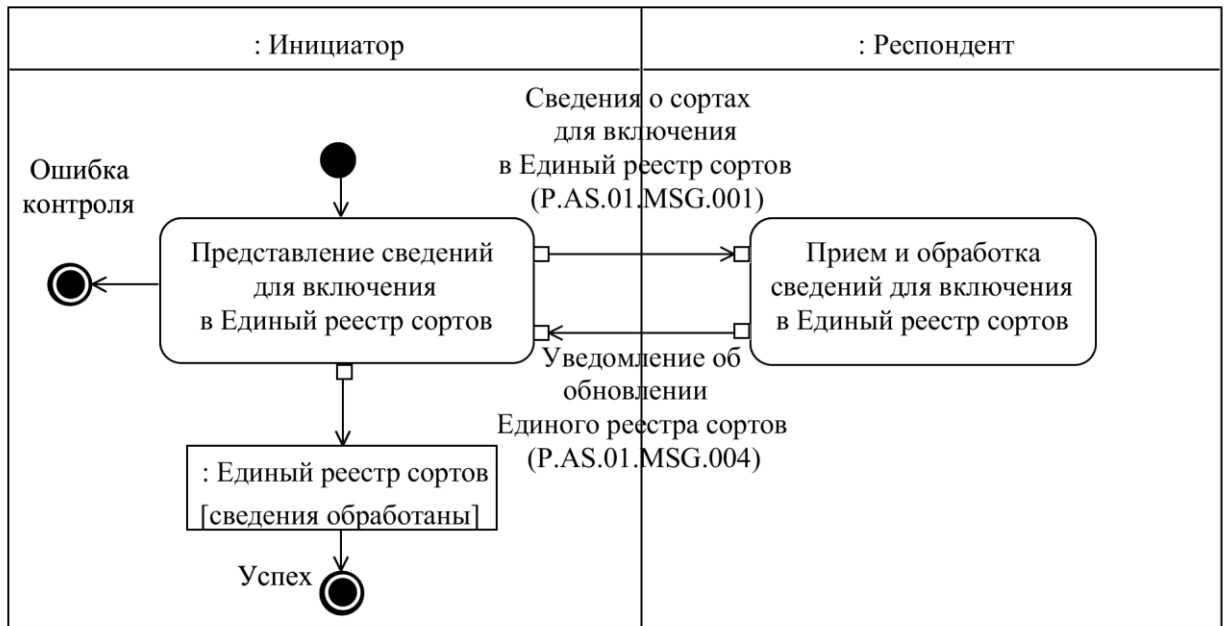 : Инициатор
: Респондент
Сведения о сортах
для включения
в Единый реестр сортов
(P.AS.01.MSG.001)
Ошибка
контроля
Представление сведений
для включения
в Единый реестр сортов
Прием и обработка
сведений для включения
в Единый реестр сортов
Уведомление об
обновлении
Единого реестра сортов
(P.AS.01.MSG.004)
: Единый реестр сортов
[сведения обработаны]
Успех